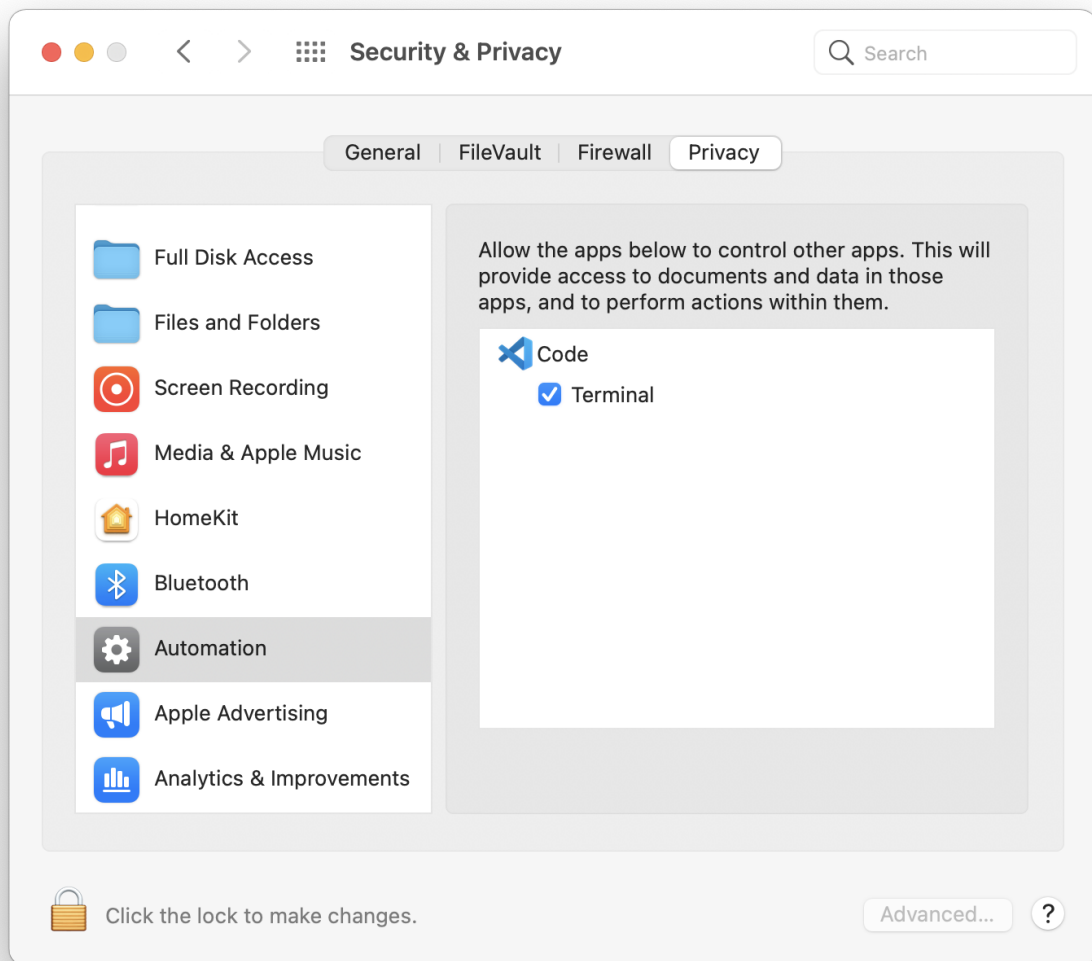 Security & Privacy
Search
General
FileVault
Firewall
Privacy
Full Disk Access
Files and Folders
Screen Recording
Media & Apple Music
HomeKit
Bluetooth
Automation
Apple Advertising
Analytics & Improvements
Allow the apps below to control other apps. This will
provide access to documents and data in those
apps, and to perform actions within them.
Code
Terminal
Click the lock to make changes.
Advanced...
?